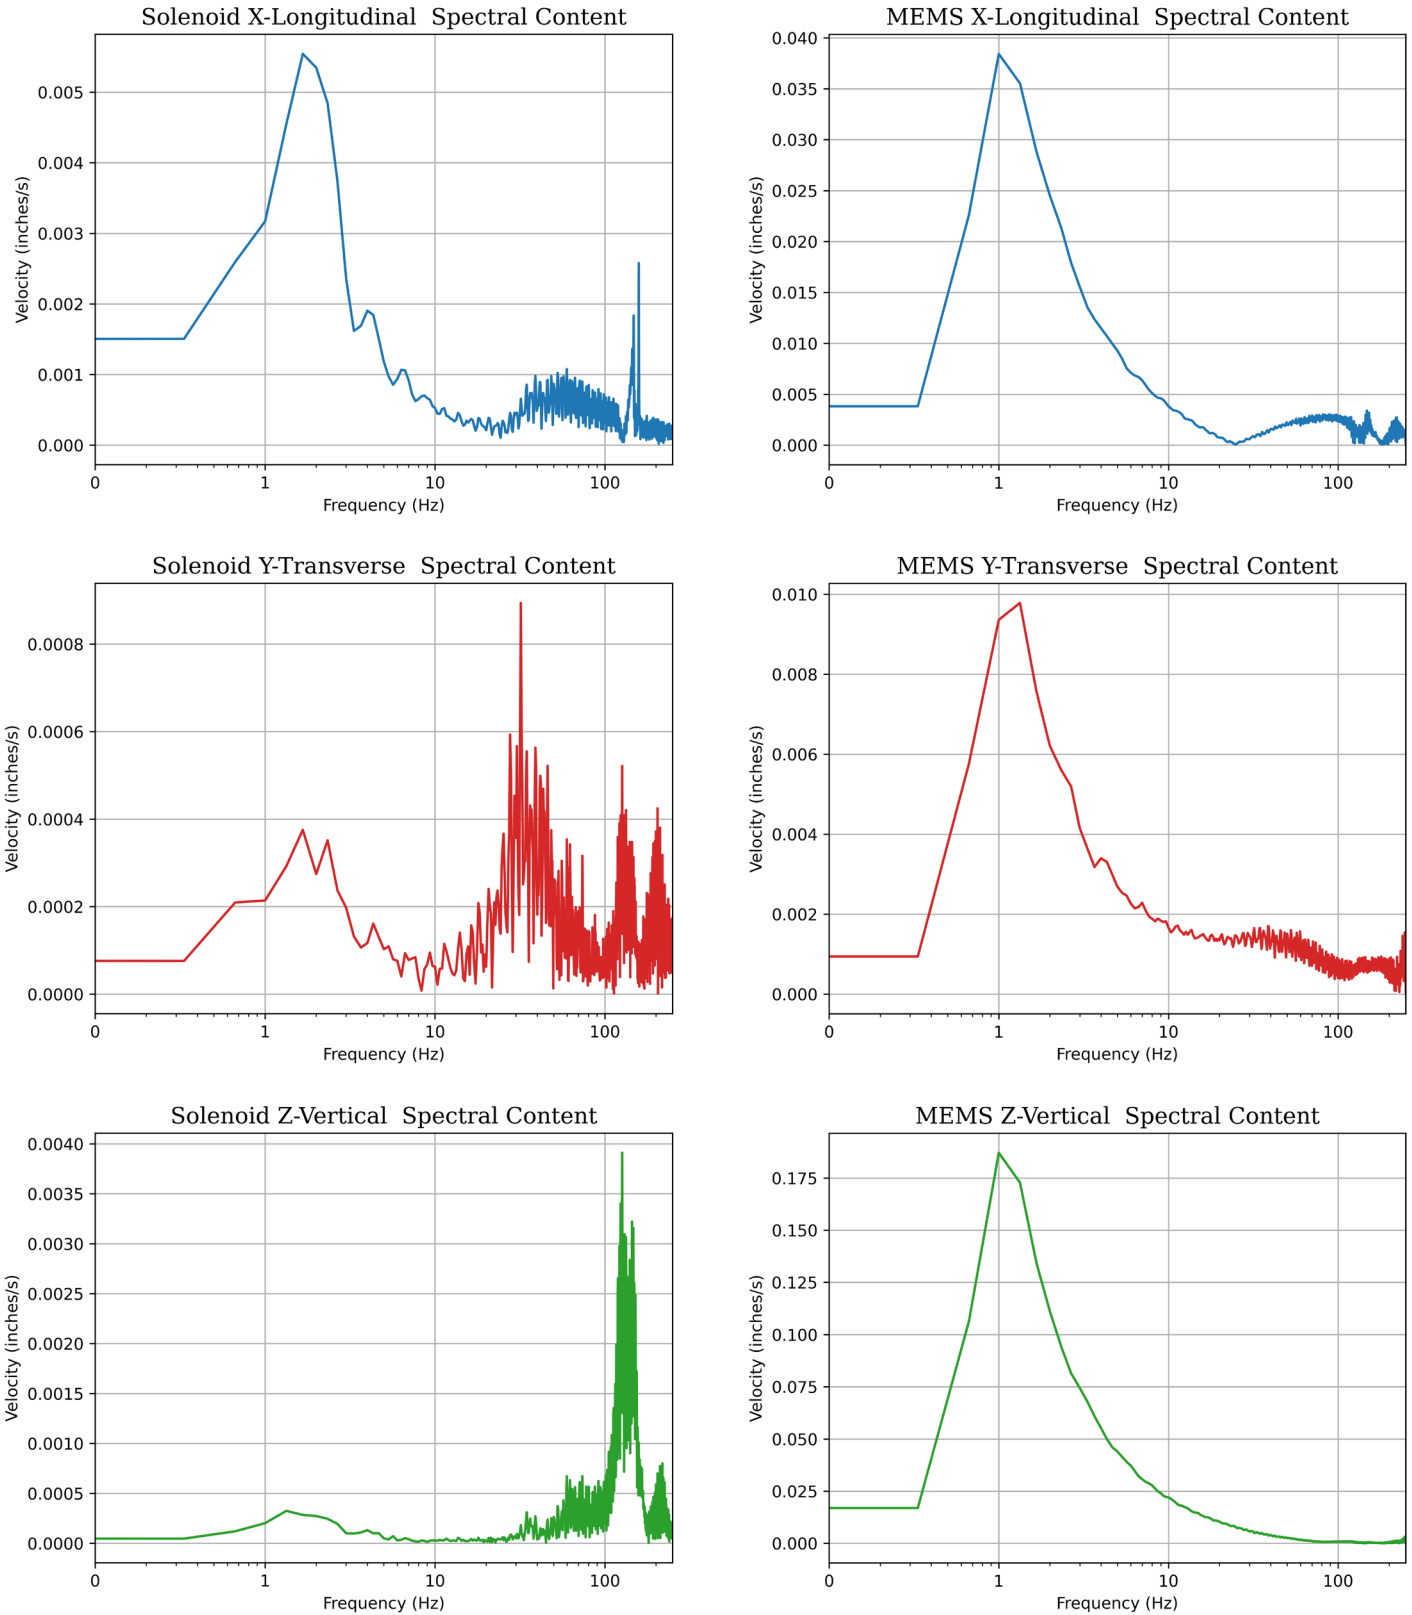 Solenoid X-Longitudinal  Spectral Content
Velocity (inches/s)
0.005
0.004
0.003
0.002
0.001
0.000
0 1 10 100
Frequency (Hz)
MEMS X-Longitudinal  Spectral Content
Velocity (inches/s)
0.040
0.035
0.030
0.025
0.020
0.015
0.010
0.005
0.000
0 1 10 100
Frequency (Hz)
Solenoid Y-Transverse  Spectral Content
Velocity (inches/s)
0.0008
0.0006
0.0004
0.0002
0.0000
0 1 10 100
Frequency (Hz)
MEMS Y-Transverse  Spectral Content
Velocity (inches/s)
0.010
0.008
0.006
0.004
0.002
0.000
0 1 10 100
Frequency (Hz)
Solenoid Z-Vertical  Spectral Content
Velocity (inches/s)
0.0040
0.0035
0.0030
0.0025
0.0020
0.0015
0.0010
0.0005
0.0000
0 1 10 100
Frequency (Hz)
MEMS Z-Vertical  Spectral Content
Velocity (inches/s)
0.175
0.150
0.125
0.100
0.075
0.050
0.025
0.000
0 1 10 100
Frequency (Hz)